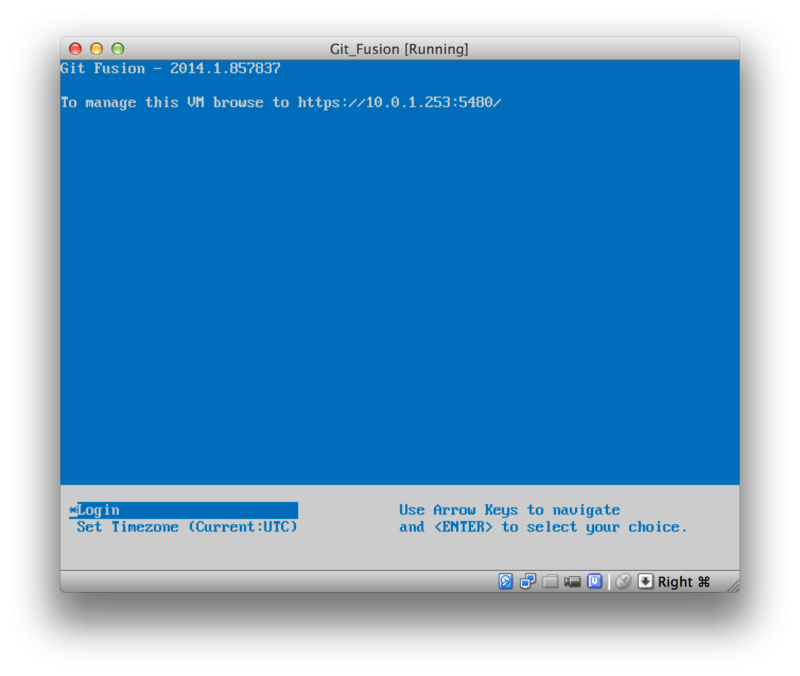 Git_Fusion [Running]
Git Fusion - 2014.1.857837
To manage this VM browse to https://10.0.1.253:5480/
*Login
Use Arrow Keys to navigate
Set Timezone (Current:UTC)
and <ENTER> to select your choice.
Right ⌘